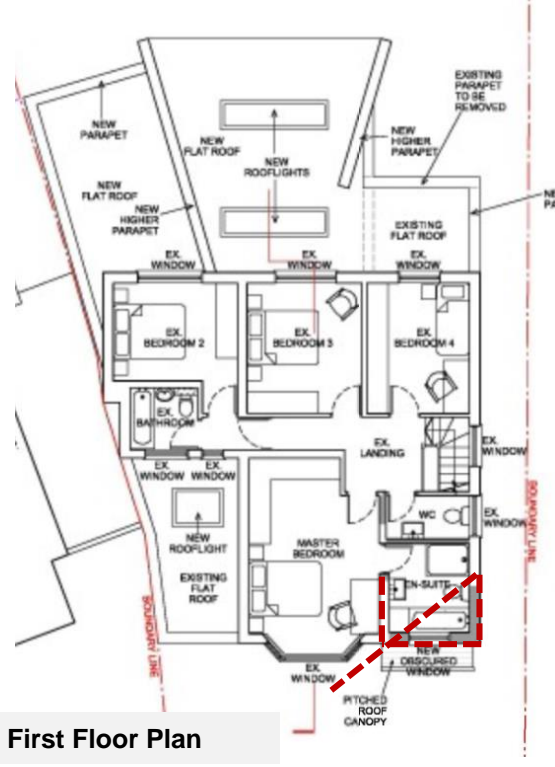 EXISTING
PARAPET
TO BE
REMOVED
NEW
PARAPET
NEW
FLAT ROOF
NEW
HIGHER
PARAPET
NEW
ROOFLIGHTS
NEW
FLAT ROOF
NEW
HIGHER
PARAPET
EXISTING
FLAT ROOF
EX.
WINDOW
EX.
WINDOW
EX.
WINDOW
EX.
BEDROOM 2
EX.
BEDROOM 3
EX.
BEDROOM 4
EX.
BATHROOM
EX.
LANDING
EX.
WINDOW
EX.
WINDOW
EX.
WINDOW
WC
EX.
WINDOW
NEW
ROOFLIGHT
MASTER
BEDROOM
EXISTING
FLAT
ROOF
EN-SUITE
BOUNDARY LINE
BOUNDARY LINE
EX.
WINDOW
NEW
OBSCURED
WINDOW
PITCHED
ROOF
CANOPY
First Floor Plan